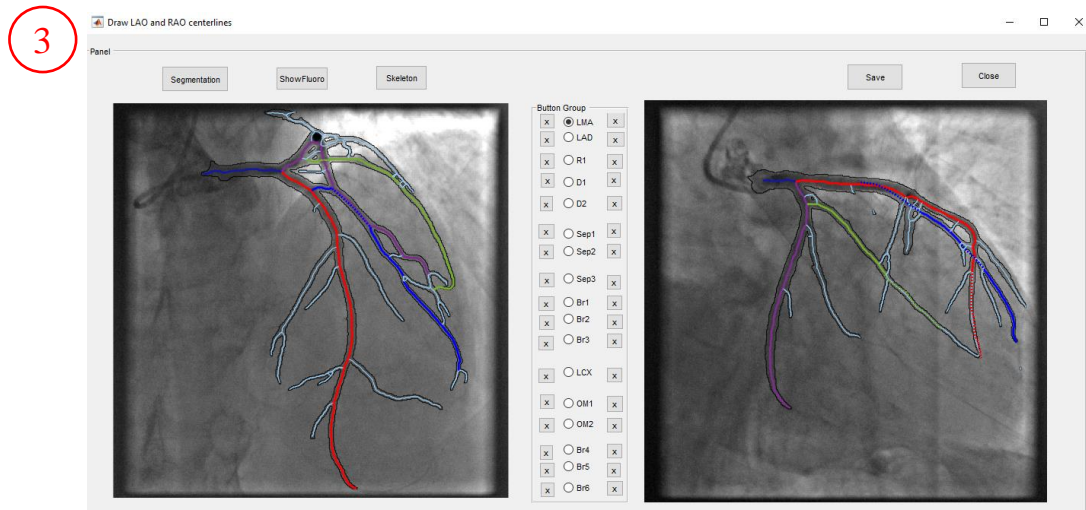 3
Draw LAO and RAO centerlines
Panel
Segmentation ShowFluoro Skeleton Save Close
Button Group
x LMA x
x LAD x
x R1 x
x D1 x
x D2 x
x Sep1 x
x Sep2 x
x Sep3 x
x Br1 x
x Br2 x
x Br3 x
x LCX x
x OM1 x
x OM2 x
x Br4 x
x Br5 x
x Br6 x